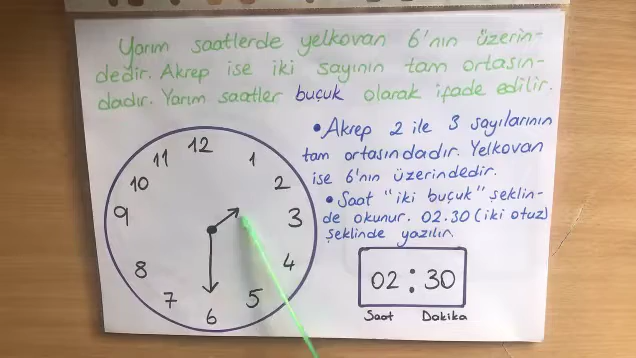 Yarım saatlerde yelkovan 6'nın üzerin-
dedir. Akrep ise iki sayının tam ortasın-
dadır. Yarım saatler buçuk olarak ifade edilir.
• Akrep 2 ile 3 sayılarının
tam ortasındadır. Yelkovan
ise 6'nın üzerindedir.
• Saat "iki buçuk" şeklin-
de okunur. 02.30 (iki otuz)
şeklinde yazılır.
12
11
1
10
2
9
3
8
4
7
5
6
02:30
Saat Dakika